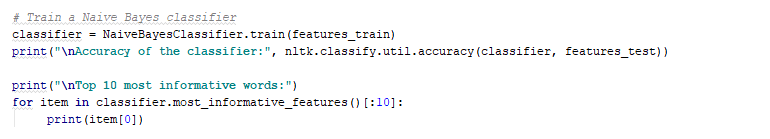 # Train a Naive Bayes classifier
classifier = NaiveBayesClassifier.train(features_train)
print("\nAccuracy of the classifier:", nltk.classify.util.accuracy(classifier, features_test))
print("\nTop 10 most informative words:")
for item in classifier.most_informative_features()[:10]:
    print(item[0])